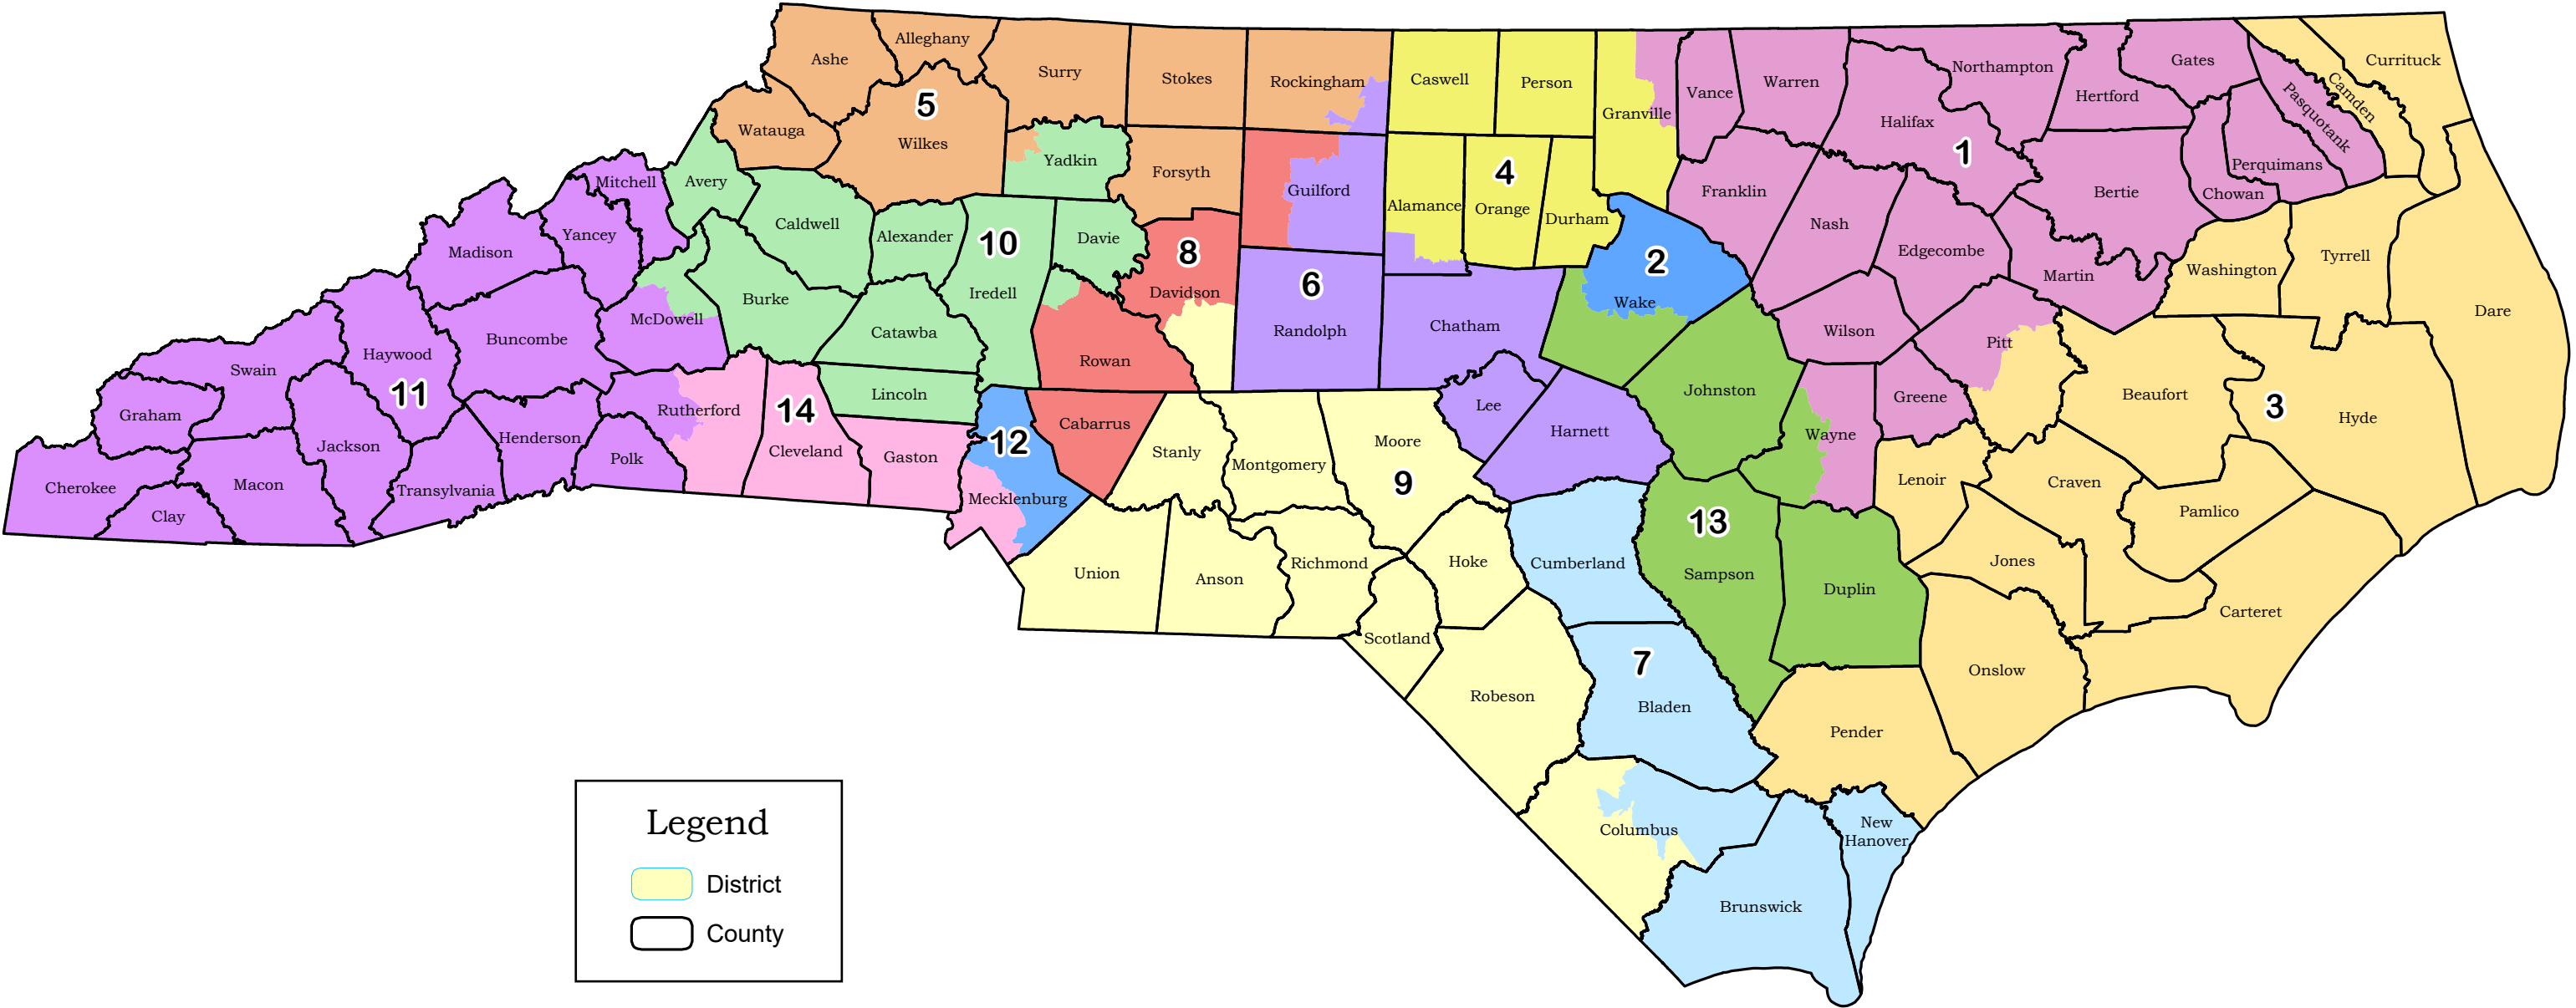 Ashe
Alleghany
Surry
Stokes
Rockingham
Caswell
Person
Granville
Vance
Warren
Northampton
Halifax
Hertford
Gates
Pasquotank
Camden
Currituck
5
Watauga
Wilkes
Yadkin
Forsyth
Guilford
Alamance
4
Orange
Durham
Franklin
1
Nash
Edgecombe
Bertie
Martin
Chowan
Perquimans
Washington
Tyrrell
Dare
Mitchell
Avery
Yancey
Madison
Caldwell
Alexander
10
Iredell
Davie
8
Davidson
6
Randolph
Chatham
2
Wake
Johnston
Wilson
Pitt
Greene
Wayne
Beaufort
3
Hyde
McDowell
Burke
Catawba
Lincoln
Rowan
Cabarrus
Buncombe
Haywood
11
Swain
Graham
Cherokee
Clay
Macon
Jackson
Transylvania
Henderson
Polk
Rutherford
14
Cleveland
Gaston
12
Mecklenburg
Stanly
Montgomery
Moore
9
Lee
Harnett
Lenoir
Craven
Pamlico
Jones
Carteret
Onslow
Union
Anson
Richmond
Scotland
Hoke
Cumberland
13
Sampson
Duplin
7
Bladen
Robeson
Pender
Columbus
New
Hanover
Brunswick
Legend
District
County